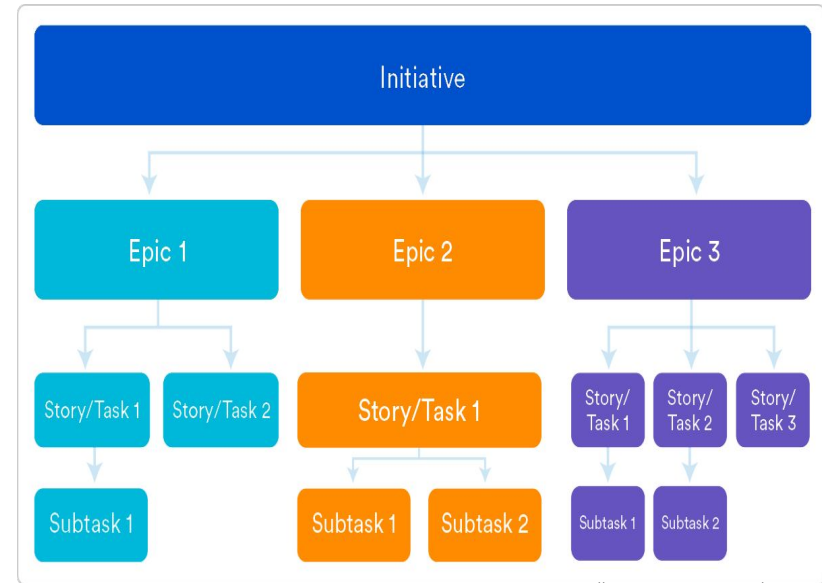 Initiative
Epic 1
Epic 2
Epic 3
Story/Task 1
Story/Task 2
Story/Task 1
Story/
Task 1
Story/
Task 2
Story/
Task 3
Subtask 1
Subtask 1
Subtask 2
Subtask 1
Subtask 2